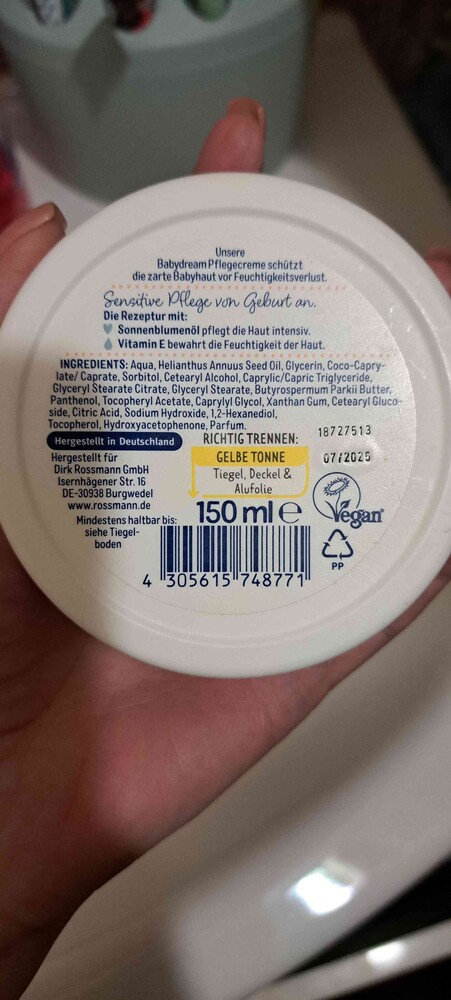 Unsere
Babydream Pflegecreme schützt
die zarte Babyhaut vor Feuchtigkeitsverlust.
Sensitive Pflege von Geburt an.
Die Rezeptur mit:
Sonnenblumenöl pflegt die Haut intensiv.
Vitamin E bewahrt die Feuchtigkeit der Haut.
INGREDIENTS: Aqua, Helianthus Annuus Seed Oil, Glycerin, Coco-Capry-
late/ Caprate, Sorbitol, Cetearyl Alcohol, Caprylic/Capric Triglyceride,
Glyceryl Stearate Citrate, Glyceryl Stearate, Butyrospermum Parkii Butter,
Panthenol, Tocopheryl Acetate, Caprylyl Glycol, Xanthan Gum, Cetearyl Gluco-
side, Citric Acid, Sodium Hydroxide, 1,2-Hexanediol,
Tocopherol, Hydroxyacetophenone, Parfum.
Hergestellt in Deutschland
Hergestellt für
Dirk Rossmann GmbH
Isernhägener Str. 16
DE-30938 Burgwedel
www.rossmann.de
Mindestens haltbar bis:
siehe Tiegel-
boden
RICHTIG TRENNEN:
GELBE TONNE
Tiegel, Deckel &
Alufolie
150 ml e
18727513
07/2025
Vegan
PP
4 305615 748771